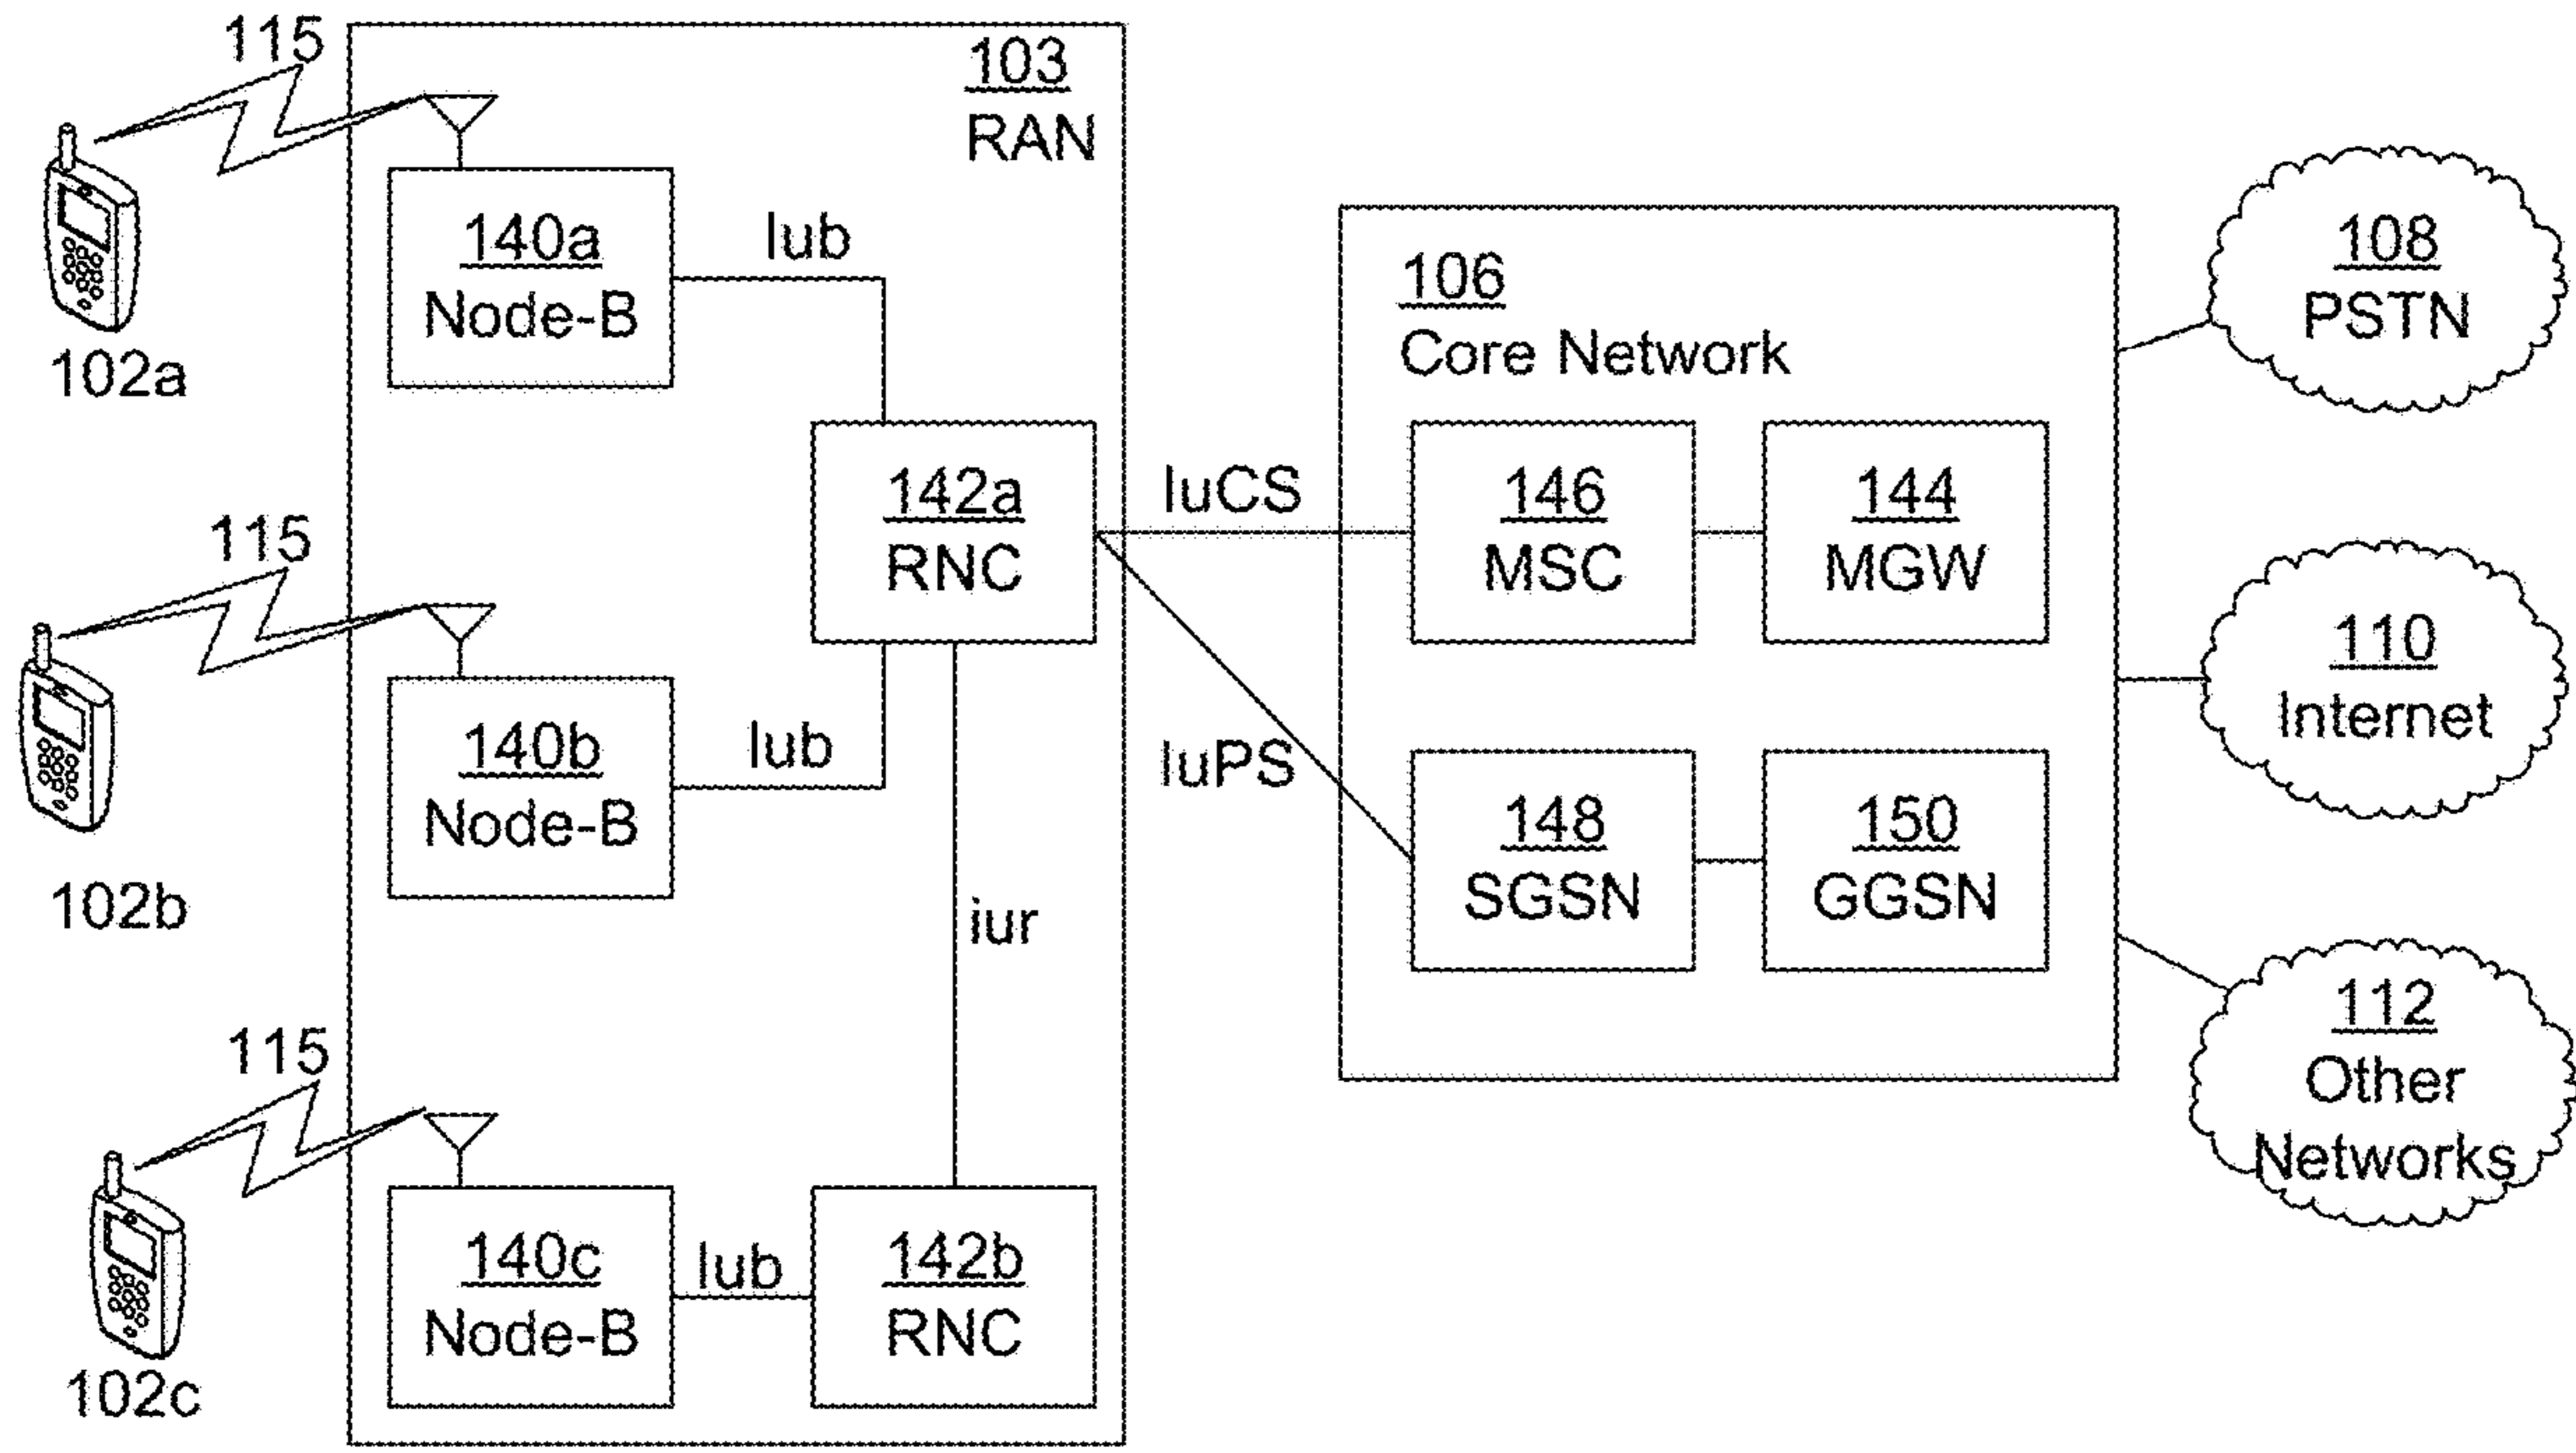 115
103
RAN
102a
140a
Node-B
Iub
115
102b
140b
Node-B
Iub
142a
RNC
iur
115
102c
140c
Node-B
Iub
142b
RNC
IuCS
IuPS
106
Core Network
146
MSC
144
MGW
148
SGSN
150
GGSN
108
PSTN
110
Internet
112
Other
Networks